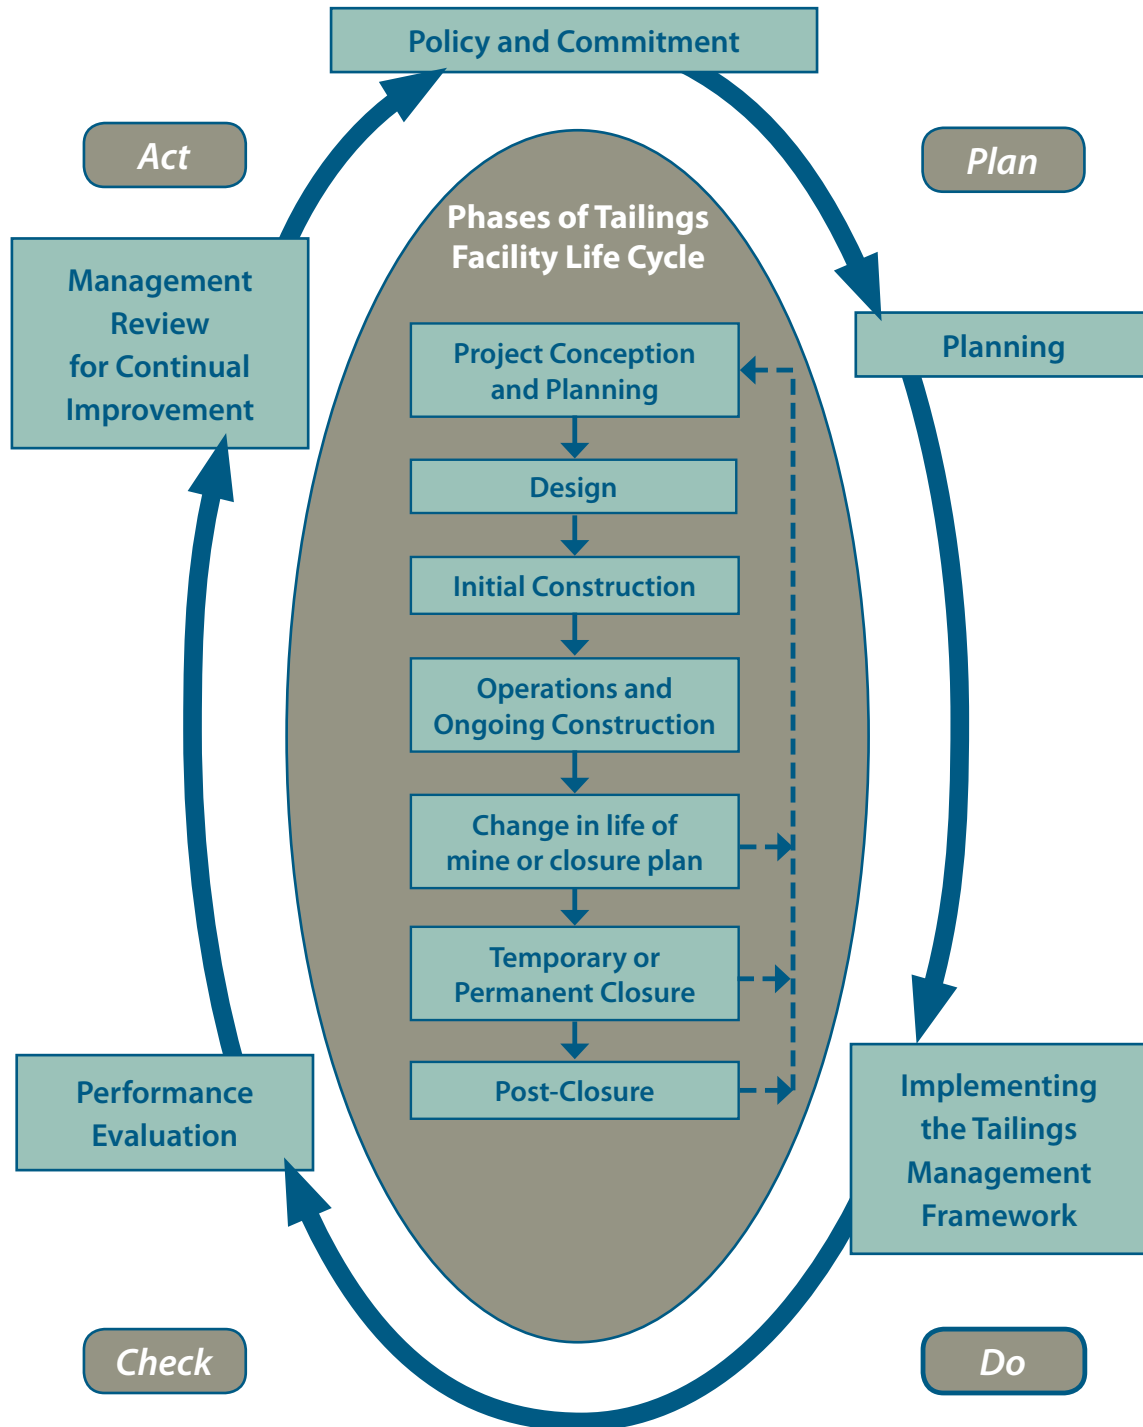 Policy and Commitment
Act
Plan
Phases of Tailings
Facility Life Cycle
Management
Review
for Continual
Improvement
Planning
Project Conception
and Planning
Design
Initial Construction
Operations and
Ongoing Construction
Change in life of
mine or closure plan
Temporary or
Permanent Closure
Post-Closure
Performance
Evaluation
Implementing
the Tailings
Management
Framework
Check
Do